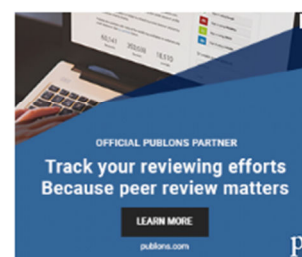 OFFICIAL PUBLONS PARTNER
Track your reviewing efforts
Because peer review matters
LEARN MORE
publons.com
p